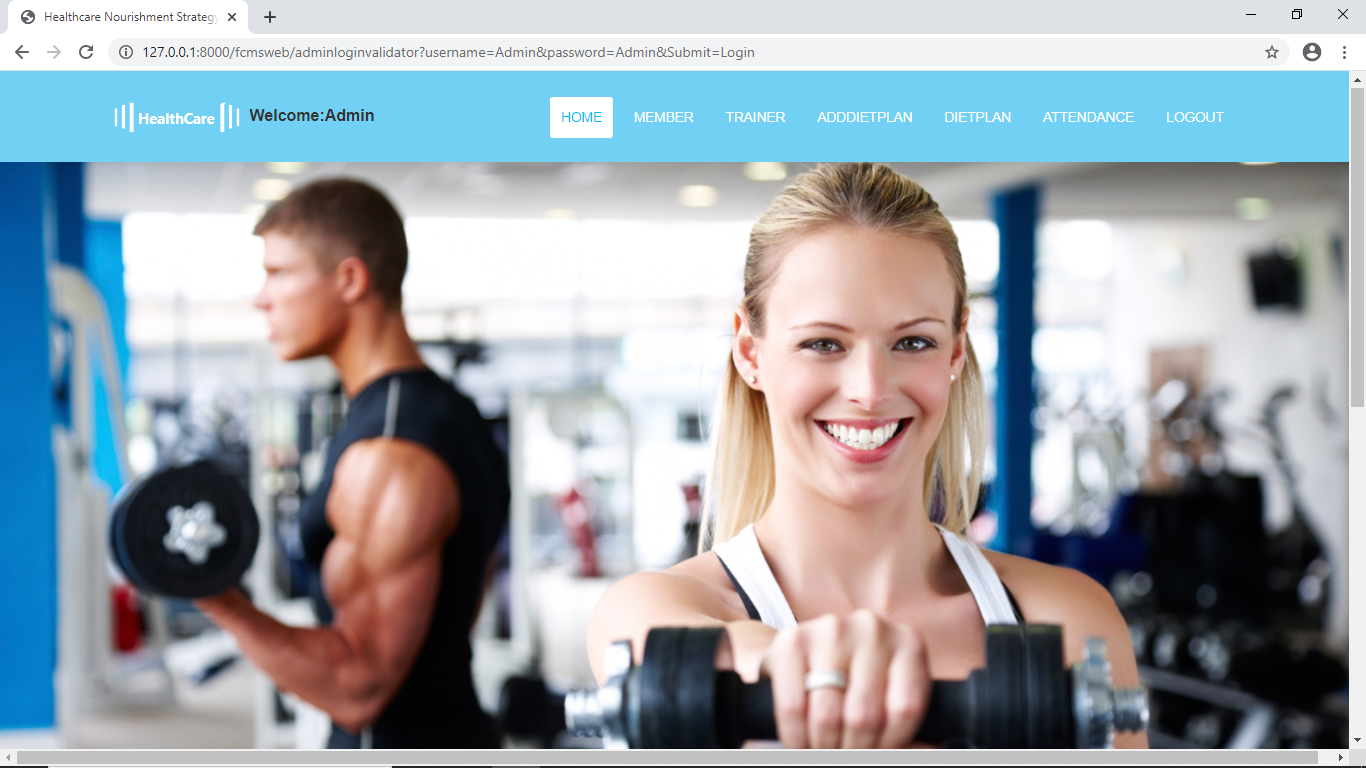 Healthcare Nourishment Strategy
127.0.0.1:8000/fcmsweb/adminloginvalidator?username=Admin&password=Admin&Submit=Login
HealthCare Welcome:Admin HOME MEMBER TRAINER ADDDIETPLAN DIETPLAN ATTENDANCE LOGOUT